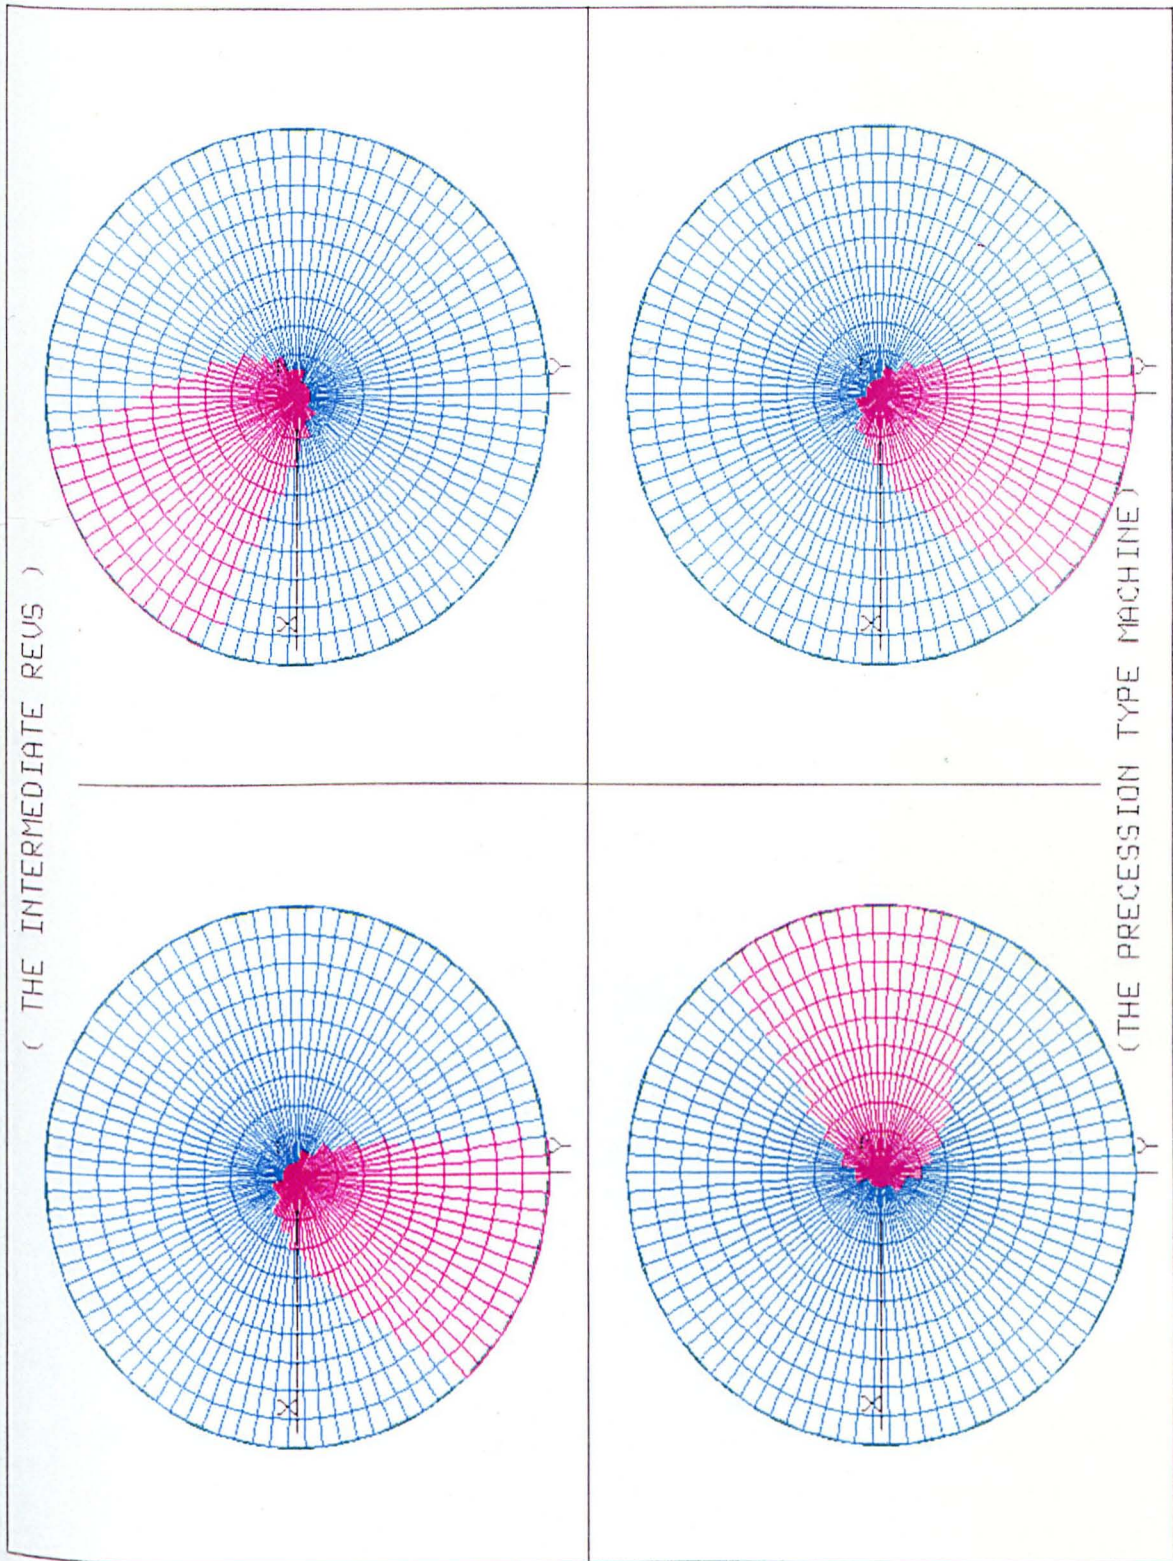 ( THE INTERMEDIATE REVS )
X
Y
X
Y
X
Y
X
Y
(THE PRECESSION TYPE MACHINE)